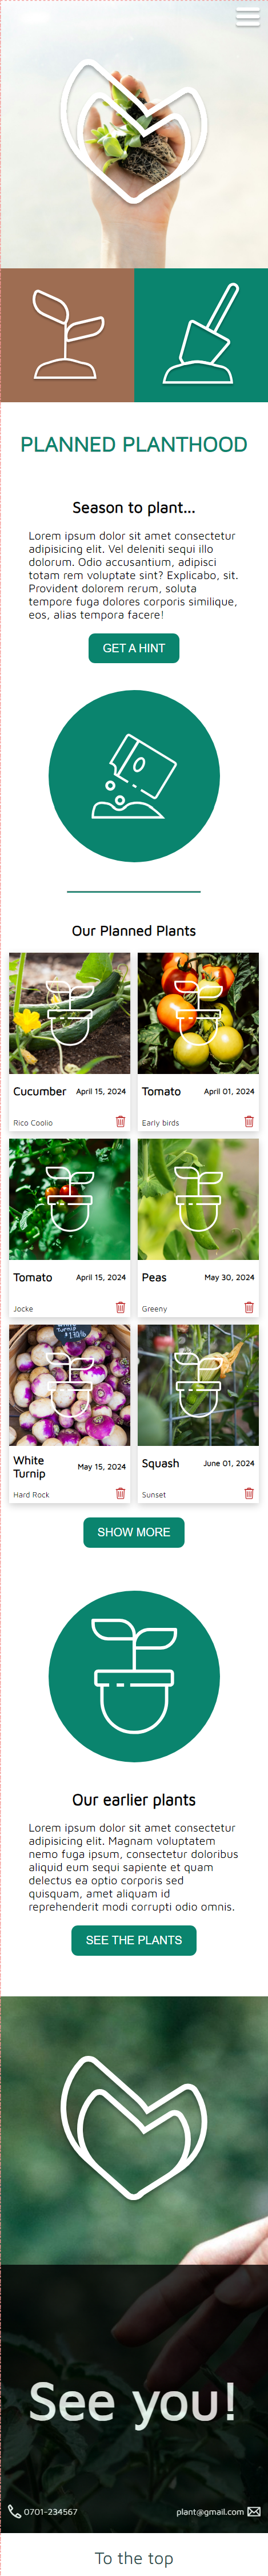 PLANNED PLANTHOOD
Season to plant...
Lorem ipsum dolor sit amet consectetur
adipisicing elit. Vel deleniti sequi illo
dolorum. Odio accusantium, adipisci
totam rem voluptate sint? Explicabo, sit.
Provident dolorem rerum, soluta
tempore fuga dolores corporis similique,
eos, alias tempora facere!
GET A HINT
Our Planned Plants
Cucumber April 15, 2024
Rico Coolio
Tomato April 01, 2024
Early birds
Tomato April 15, 2024
Jocke
Peas May 30, 2024
Greeny
White
Turnip May 15, 2024
Hard Rock
Squash June 01, 2024
Sunset
SHOW MORE
Our earlier plants
Lorem ipsum dolor sit amet consectetur
adipisicing elit. Magnam voluptatem
nemo fuga ipsum, consectetur doloribus
aliquid eum sequi sapiente et quam
delectus ea optio corporis sed
quisquam, amet aliquam id
reprehenderit modi corrupti odio omnis.
SEE THE PLANTS
See you!
0701-234567
plant@gmail.com
To the top